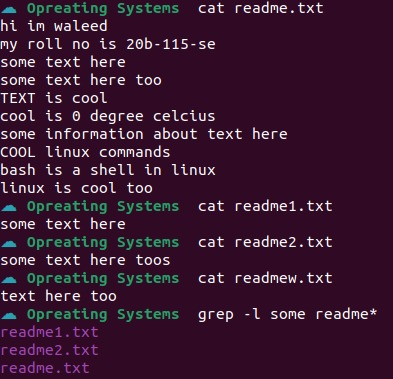 Opreating Systems cat readme.txt
hi im waleed
my roll no is 20b-115-se
some text here
some text here too
TEXT is cool
cool is 0 degree celcius
some information about text here
COOL linux commands
bash is a shell in linux
linux is cool too
Opreating Systems cat readme1.txt
some text here
Opreating Systems cat readme2.txt
some text here toos
Opreating Systems cat readmew.txt
text here too
Opreating Systems grep -l some readme*
readme1.txt
readme2.txt
readme.txt